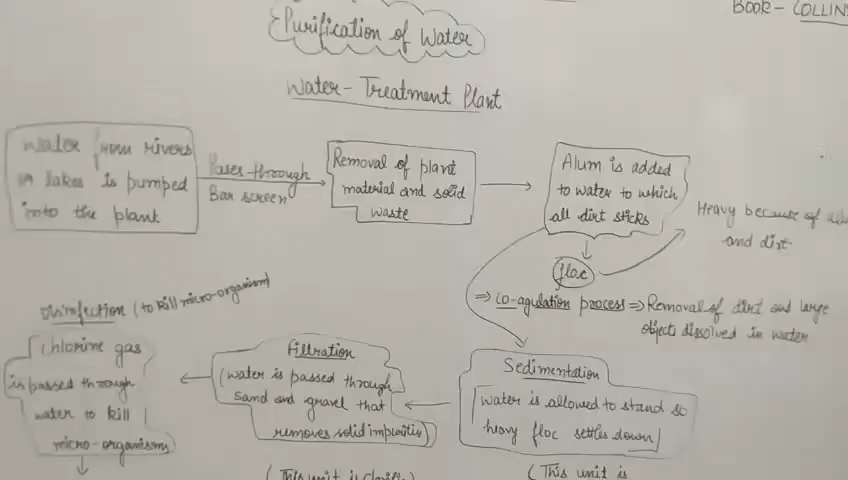 BOOK - COLLINS
Purification of Water
Water - Treatment Plant
Water from rivers
or lakes is pumped
into the plant
Passes through
Bar screen
Removal of plant
material and solid
waste
Alum is added
to water to which
all dirt sticks
Heavy because of
and dirt
floc
⇒ Co-agulation process ⇒ Removal of dirt and large
objects dissolved in water
Disinfection (to kill micro-organism)
Chlorine gas
is passed through
water to kill
micro-organisms
Filtration
(water is passed through
sand and gravel that
removes solid impurities)
Sedimentation
Water is allowed to stand so
heavy floc settles down
(This unit is
(This unit is